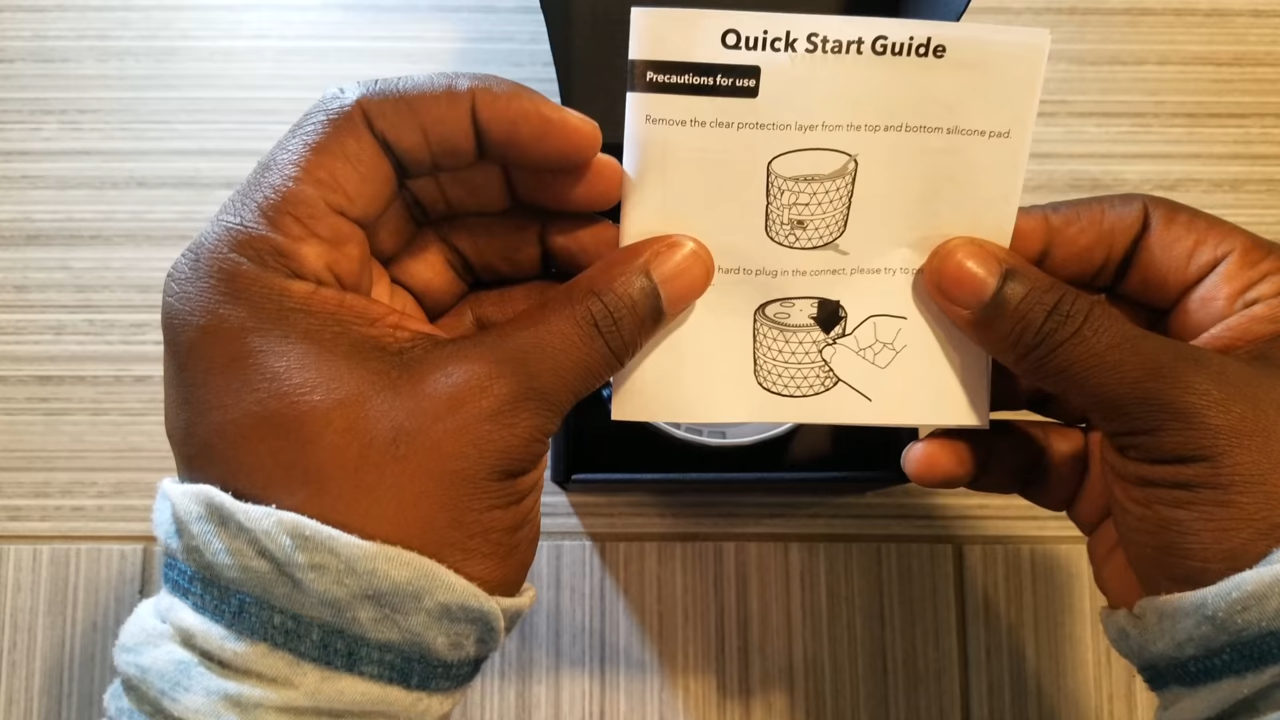 Quick Start Guide
Precautions for use
Remove the clear protection layer from the top and bottom silicone pad.
hard to plug in the connect, please try to